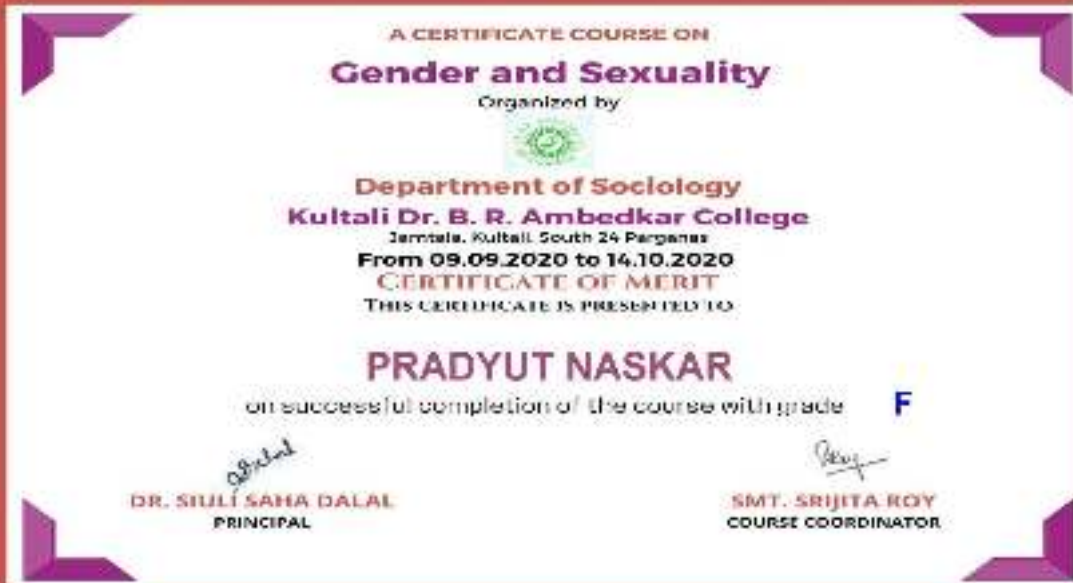 A CERTIFICATE COURSE ON
Gender and Sexuality
Organized by
Department of Sociology
Kultali Dr. B. R. Ambedkar College
Jamtala, Kultali, South 24 Parganas
From 09.09.2020 to 14.10.2020
CERTIFICATE OF MERIT
THIS CERTIFICATE IS PRESENTED TO
PRADYUT NASKAR
on successful completion of the course with grade F
DR. SIULI SAHA DALAL
PRINCIPAL
SMT. SRIJITA ROY
COURSE COORDINATOR